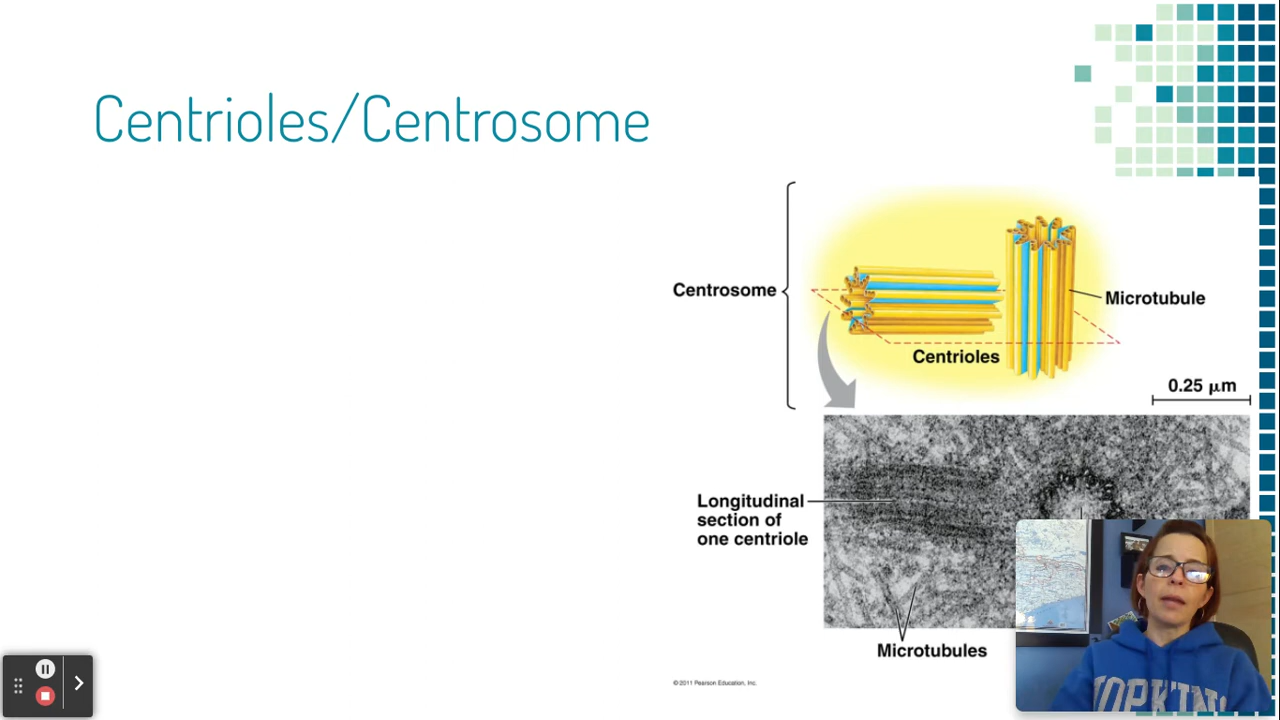 Centrioles/Centrosome
Centrosome
Microtubule
Centrioles
0.25 μm
Longitudinal
section of
one centriole
Microtubules
©2011 Pearson Education, Inc.